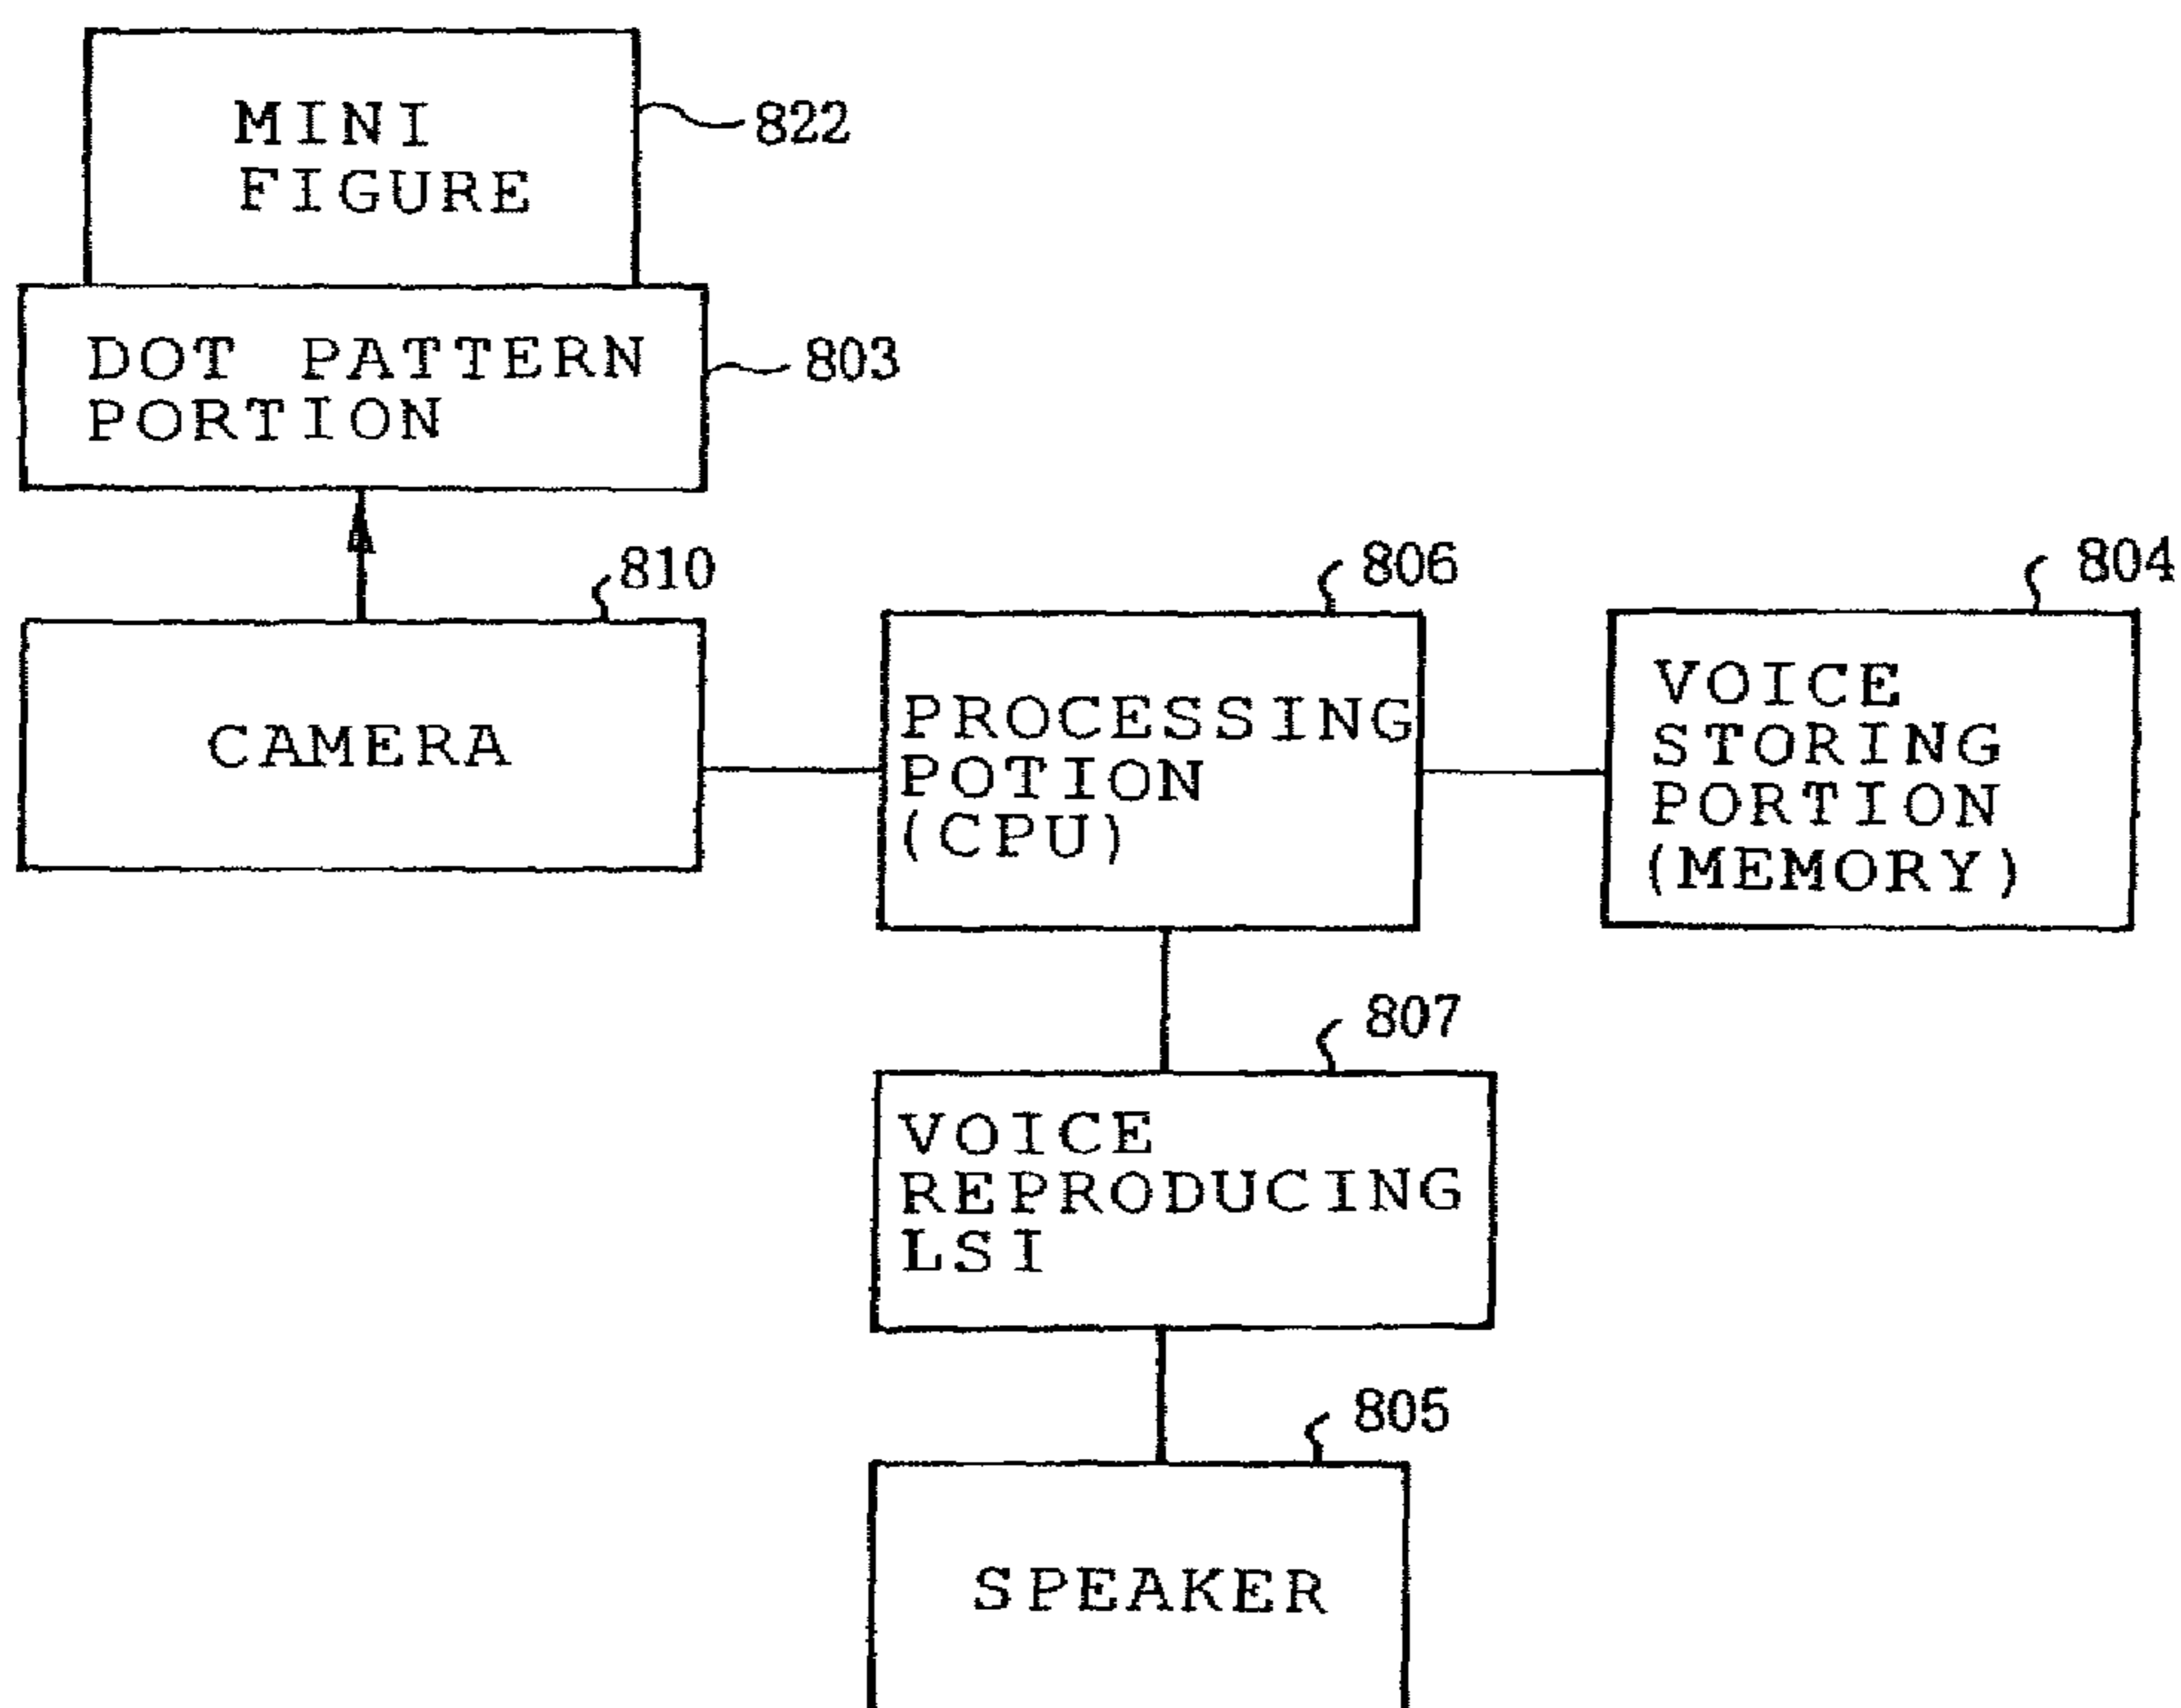 MINI
FIGURE
822
DOT PATTERN
PORTION
803
810
CAMERA
806
PROCESSING
POTION
(CPU)
804
VOICE
STORING
PORTION
(MEMORY)
807
VOICE
REPRODUCING
LSI
805
SPEAKER